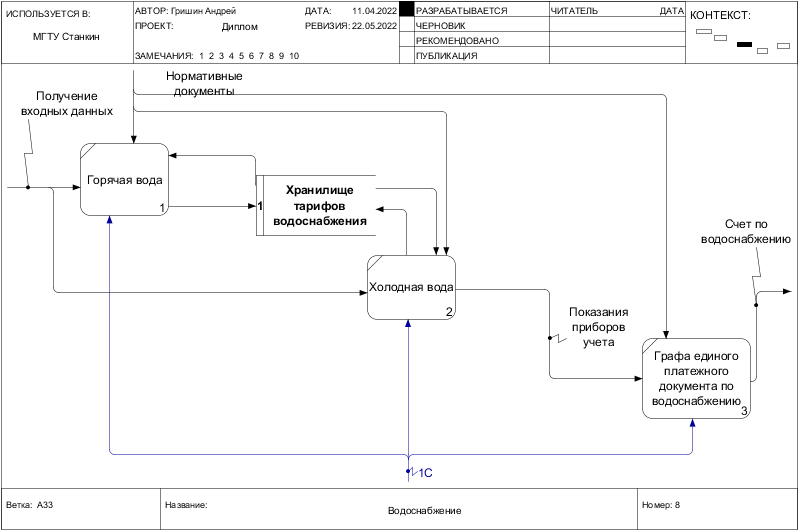 ИСПОЛЬЗУЕТСЯ В:
МГТУ Станкин
АВТОР: Гришин Андрей
ДАТА: 11.04.2022
ПРОЕКТ: Диплом
РЕВИЗИЯ: 22.05.2022
ЗАМЕЧАНИЯ: 1 2 3 4 5 6 7 8 9 10
РАЗРАБАТЫВАЕТСЯ
ЧЕРНОВИК
РЕКОМЕНДОВАНО
ПУБЛИКАЦИЯ
ЧИТАТЕЛЬ ДАТА
КОНТЕКСТ:
Нормативные
документы
Получение
входных данных
Горячая вода
1
1
Хранилище
тарифов
водоснабжения
Счет по
водоснабжению
Холодная вода
2
Показания
приборов
учета
Графа единого
платежного
документа по
водоснабжению
3
1С
Ветка: А33
Название:
Водоснабжение
Номер: 8